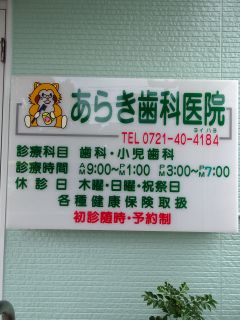 あらき歯科医院
ヨイハヨ
TEL 0721-40-4184
診療科目 歯科・小児歯科
診療時間 AM9:00~PM1:00 PM3:00~PM7:00
休診日 木曜・日曜・祝祭日
各種健康保険取扱
初診随時・予約制